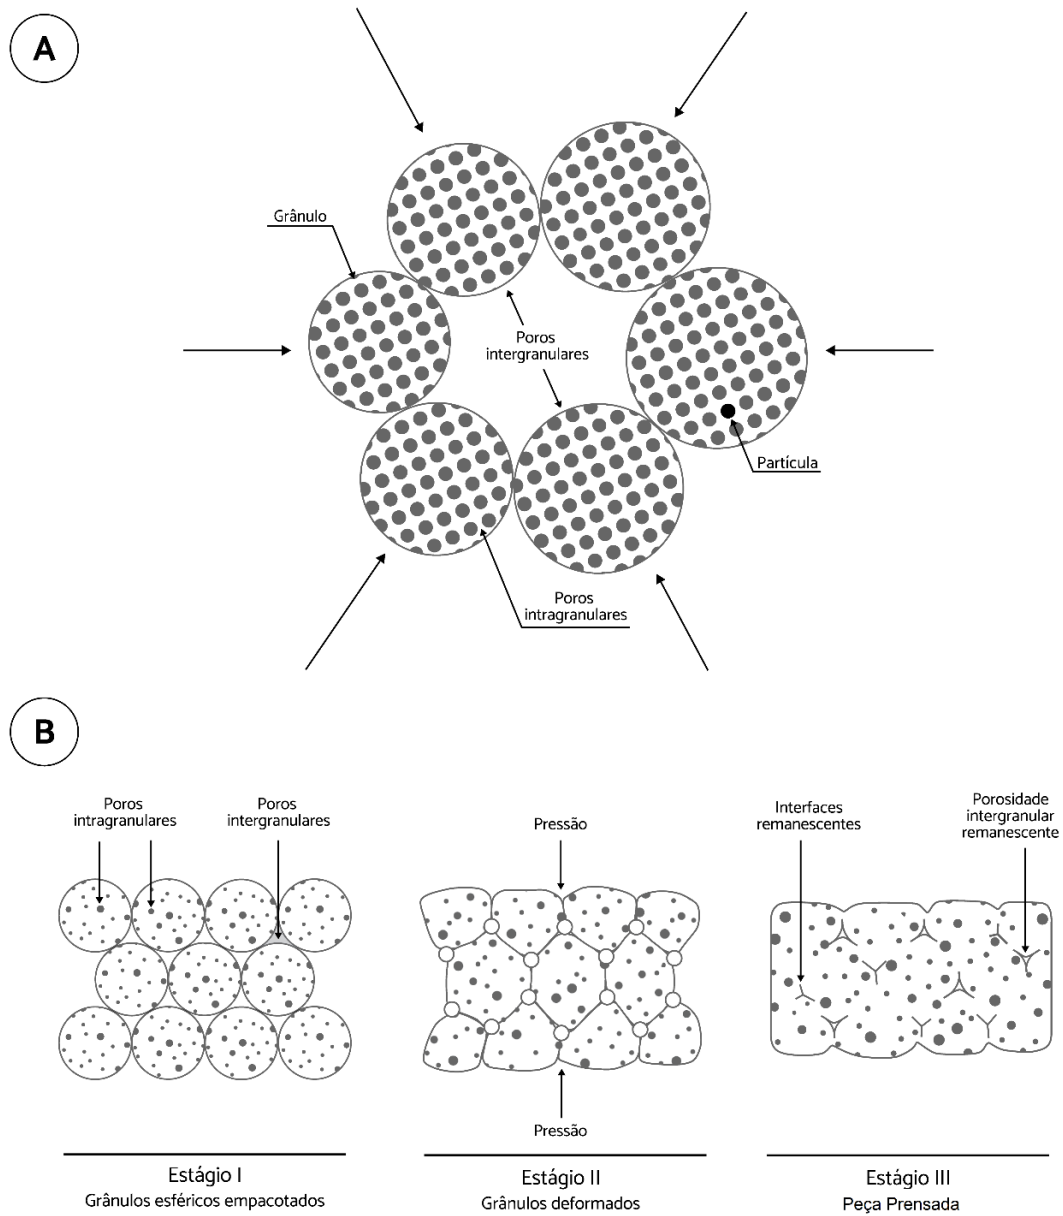 A
Grânulo
Poros
intergranulares
Partícula
Poros
intragranulares
B
Poros
intragranulares
Poros
intergranulares
Pressão
Interfaces
remanescentes
Porosidade
intergranular
remanescente
Pressão
Estágio I
Grânulos esféricos empacotados
Estágio II
Grânulos deformados
Estágio III
Peça Prensada